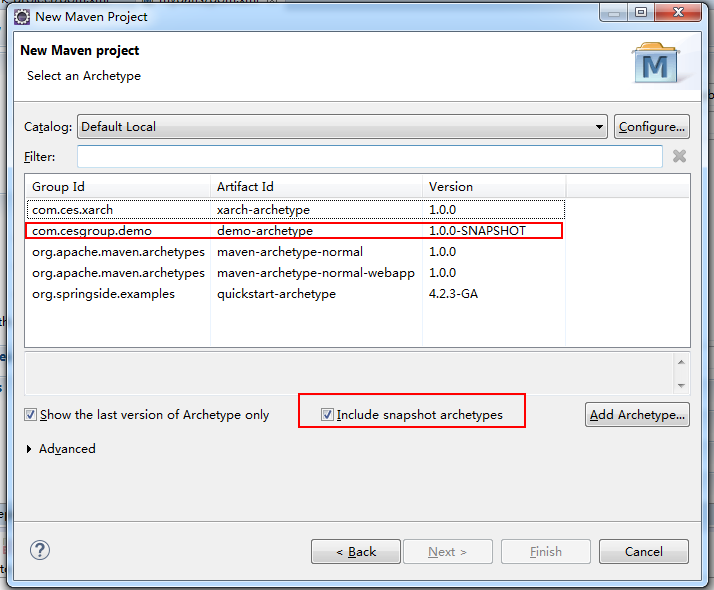 New Maven Project
New Maven project
Select an Archetype
M
Catalog: Default Local Configure...
Filter:
Group Id Artifact Id Version
com.ces.xarch xarch-archetype 1.0.0
com.cesgroup.demo demo-archetype 1.0.0-SNAPSHOT
org.apache.maven.archetypes maven-archetype-normal 1.0.0
org.apache.maven.archetypes maven-archetype-normal-webapp 1.0.0
org.springside.examples quickstart-archetype 4.2.3-GA
Show the last version of Archetype only Include snapshot archetypes Add Archetype...
Advanced
? < Back Next > Finish Cancel